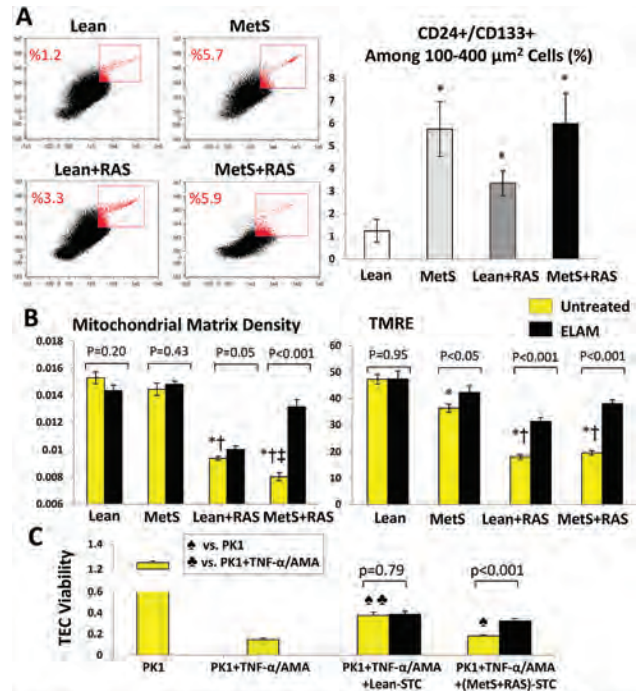 A
Lean
MetS
%1.2
%5.7
Lean+RAS
MetS+RAS
%3.3
%5.9
CD24+/CD133+
Among 100-400 µm² Cells (%)
8
7
6
5
4
3
2
1
0
*
*
*
Lean MetS Lean+RAS MetS+RAS
Untreated
ELAM
B
Mitochondrial Matrix Density
0.018
0.016
0.014
0.012
0.01
0.008
0.006
P=0.20 P=0.43 P=0.05 P<0.001
*†
*†‡
Lean MetS Lean+RAS MetS+RAS
TMRE
60
50
40
30
20
10
0
P=0.95 P<0.05 P<0.001 P<0.001
*
*†
*†
Lean MetS Lean+RAS MetS+RAS
C
TEC Viability
1.4
1.2
0.6
0.4
0.2
0
♠ vs. PK1
♣ vs. PK1+TNF-α/AMA
p=0.79 p<0.001
♠♣
♠
PK1 PK1+TNF-α/AMA PK1+TNF-α/AMA PK1+TNF-α/AMA
+Lean-STC +(MetS+RAS)-STC